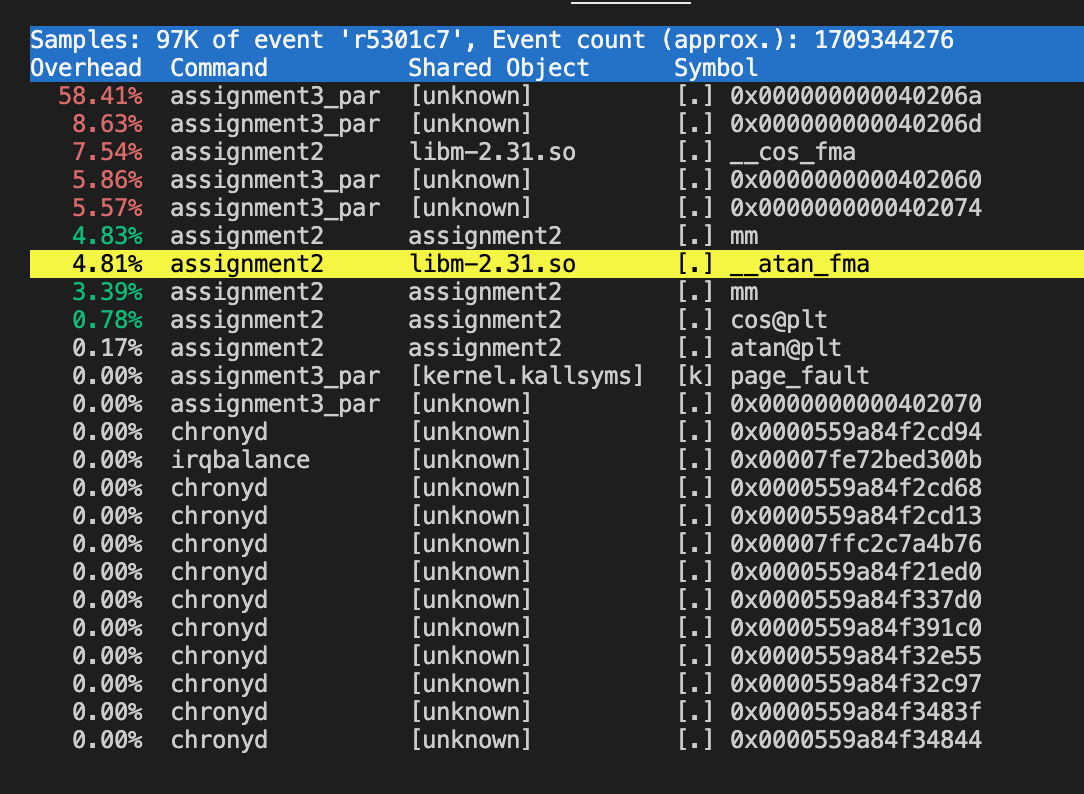 Samples: 97K of event 'r5301c7', Event count (approx.): 1709344276
Overhead  Command           Shared Object      Symbol
  58.41%  assignment3_par  [unknown]          [.] 0x000000000040206a
   8.63%  assignment3_par  [unknown]          [.] 0x000000000040206d
   7.54%  assignment2      libm-2.31.so       [.] __cos_fma
   5.86%  assignment3_par  [unknown]          [.] 0x0000000000402060
   5.57%  assignment3_par  [unknown]          [.] 0x0000000000402074
   4.83%  assignment2      assignment2        [.] mm
   4.81%  assignment2      libm-2.31.so       [.] __atan_fma
   3.39%  assignment2      assignment2        [.] mm
   0.78%  assignment2      assignment2        [.] cos@plt
   0.17%  assignment2      assignment2        [.] atan@plt
   0.00%  assignment3_par  [kernel.kallsyms]  [k] page_fault
   0.00%  assignment3_par  [unknown]          [.] 0x0000000000402070
   0.00%  chronyd          [unknown]          [.] 0x0000559a84f2cd94
   0.00%  irqbalance       [unknown]          [.] 0x00007fe72bed300b
   0.00%  chronyd          [unknown]          [.] 0x0000559a84f2cd68
   0.00%  chronyd          [unknown]          [.] 0x0000559a84f2cd13
   0.00%  chronyd          [unknown]          [.] 0x00007ffc2c7a4b76
   0.00%  chronyd          [unknown]          [.] 0x0000559a84f21ed0
   0.00%  chronyd          [unknown]          [.] 0x0000559a84f337d0
   0.00%  chronyd          [unknown]          [.] 0x0000559a84f391c0
   0.00%  chronyd          [unknown]          [.] 0x0000559a84f32e55
   0.00%  chronyd          [unknown]          [.] 0x0000559a84f32c97
   0.00%  chronyd          [unknown]          [.] 0x0000559a84f3483f
   0.00%  chronyd          [unknown]          [.] 0x0000559a84f34844